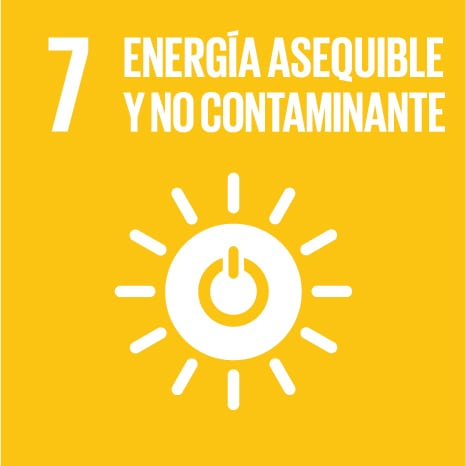 7 ENERGÍA ASEQUIBLE
Y NO CONTAMINANTE